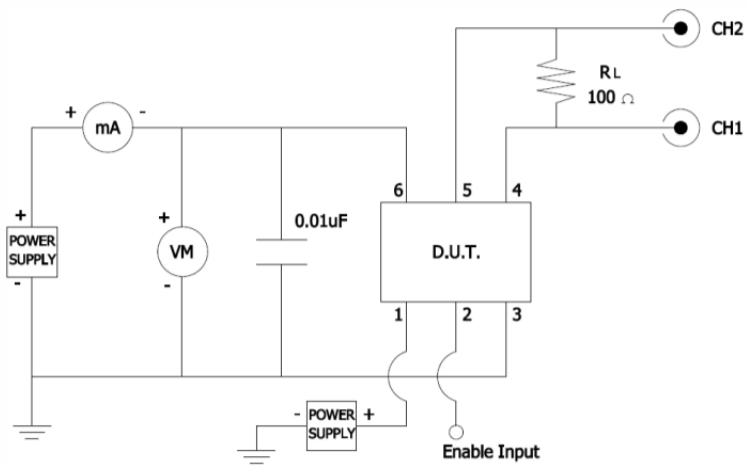 CH2
RL
100 Ω
CH1
+ mA -
6 5 4
+
POWER
SUPPLY
-
+
VM
-
0.01uF
D.U.T.
1 2 3
- POWER +
SUPPLY
Enable Input